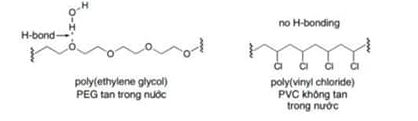 H
O
H
H-bond
no H-bonding
O
O
O
O
Cl
Cl
Cl
Cl
poly(ethylene glycol)
PEG tan trong nước
poly(vinyl chloride)
PVC không tan
trong nước